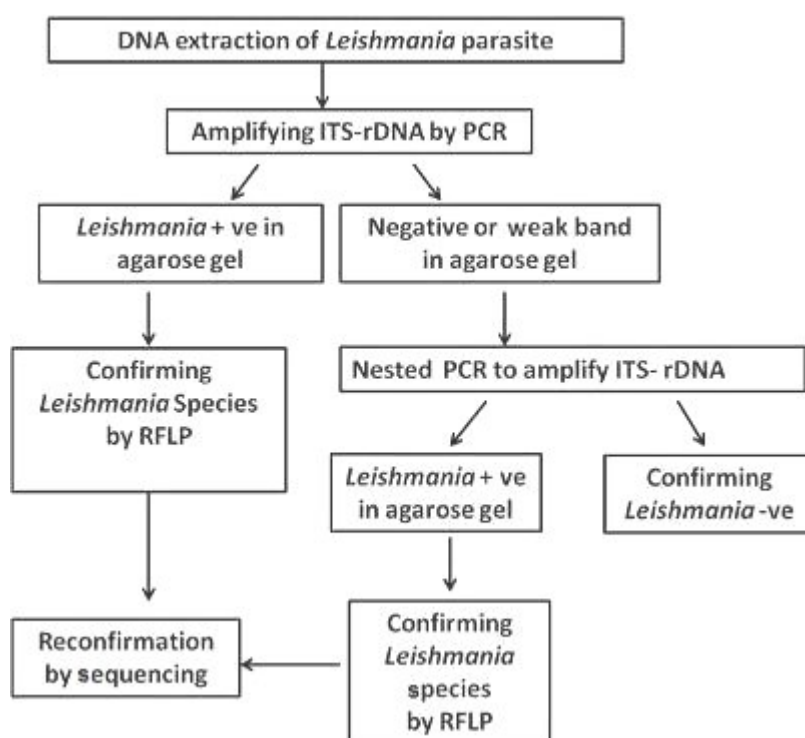 DNA extraction of Leishmania parasite
Amplifying ITS-rDNA by PCR
Leishmania + ve in
agarose gel
Negative or weak band
in agarose gel
Confirming
Leishmania Species
by RFLP
Nested PCR to amplify ITS- rDNA
Leishmania + ve
in agarose gel
Confirming
Leishmania -ve
Reconfirmation
by sequencing
Confirming
Leishmania
species
by RFLP